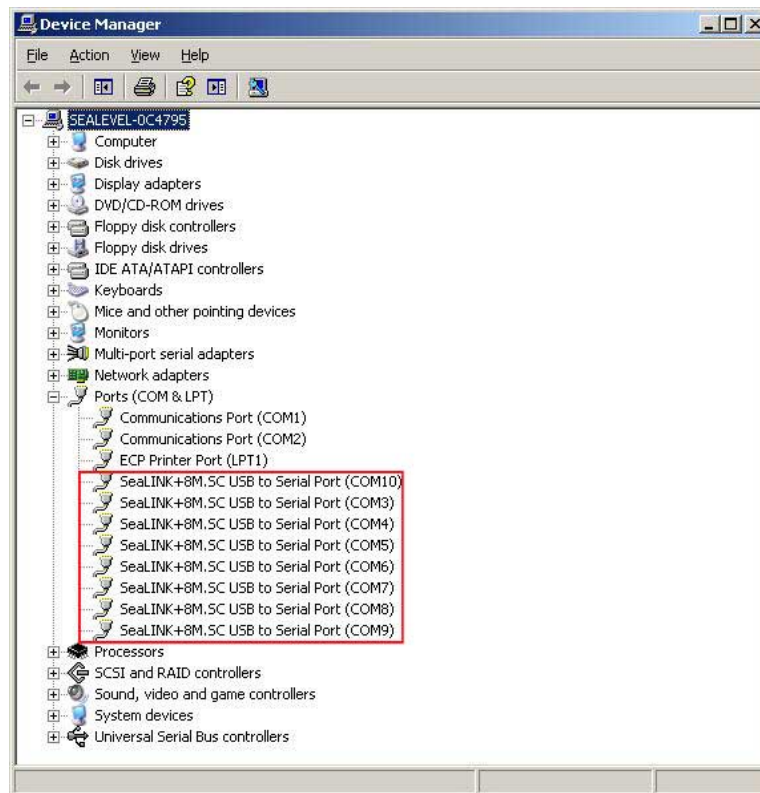 Device Manager
File Action View Help
SEALEVEL-0C4795
Computer
Disk drives
Display adapters
DVD/CD-ROM drives
Floppy disk controllers
Floppy disk drives
IDE ATA/ATAPI controllers
Keyboards
Mice and other pointing devices
Monitors
Multi-port serial adapters
Network adapters
Ports (COM & LPT)
Communications Port (COM1)
Communications Port (COM2)
ECP Printer Port (LPT1)
SeaLINK+8M.SC USB to Serial Port (COM10)
SeaLINK+8M.SC USB to Serial Port (COM3)
SeaLINK+8M.SC USB to Serial Port (COM4)
SeaLINK+8M.SC USB to Serial Port (COM5)
SeaLINK+8M.SC USB to Serial Port (COM6)
SeaLINK+8M.SC USB to Serial Port (COM7)
SeaLINK+8M.SC USB to Serial Port (COM8)
SeaLINK+8M.SC USB to Serial Port (COM9)
Processors
SCSI and RAID controllers
Sound, video and game controllers
System devices
Universal Serial Bus controllers